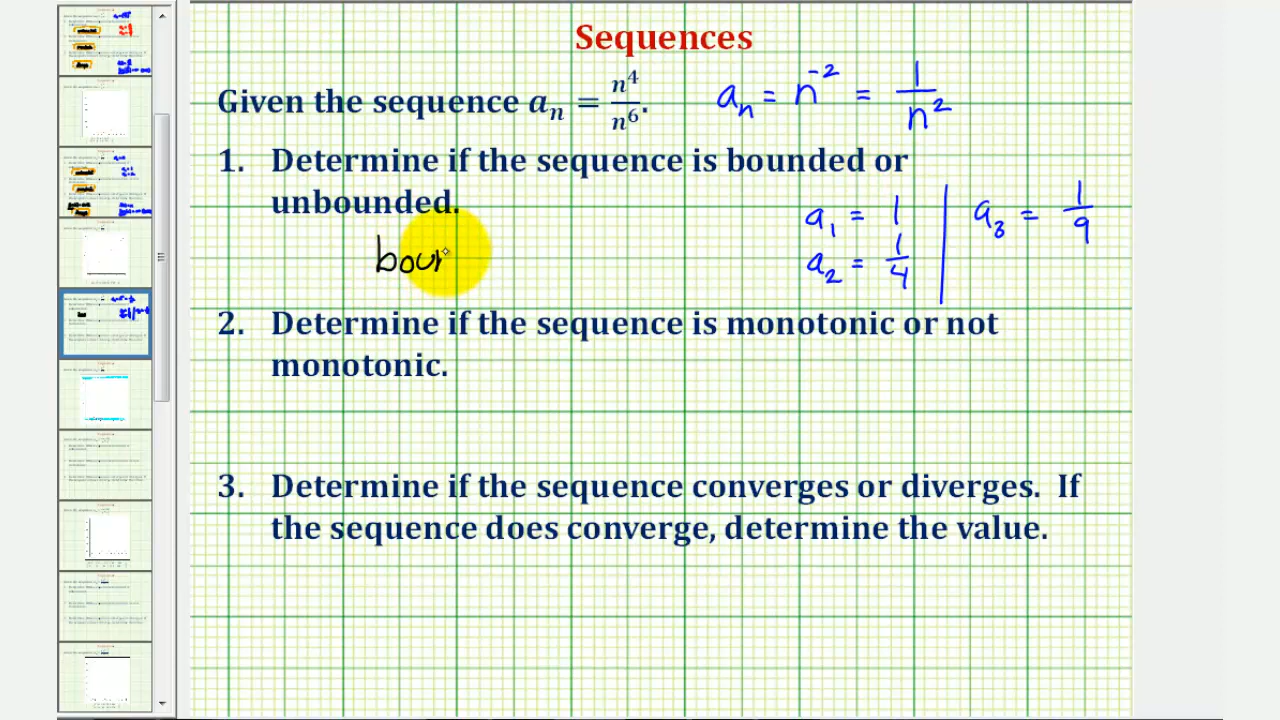 Sequences
Given the sequence aₙ = n⁴/n⁶. aₙ = n⁻² = 1/n²
1. Determine if the sequence is bounded or
unbounded.
a₁ = 1
a₂ = 1/4
a₃ = 1/9
bour
2. Determine if the sequence is monotonic or not
monotonic.
3. Determine if the sequence converges or diverges. If
the sequence does converge, determine the value.